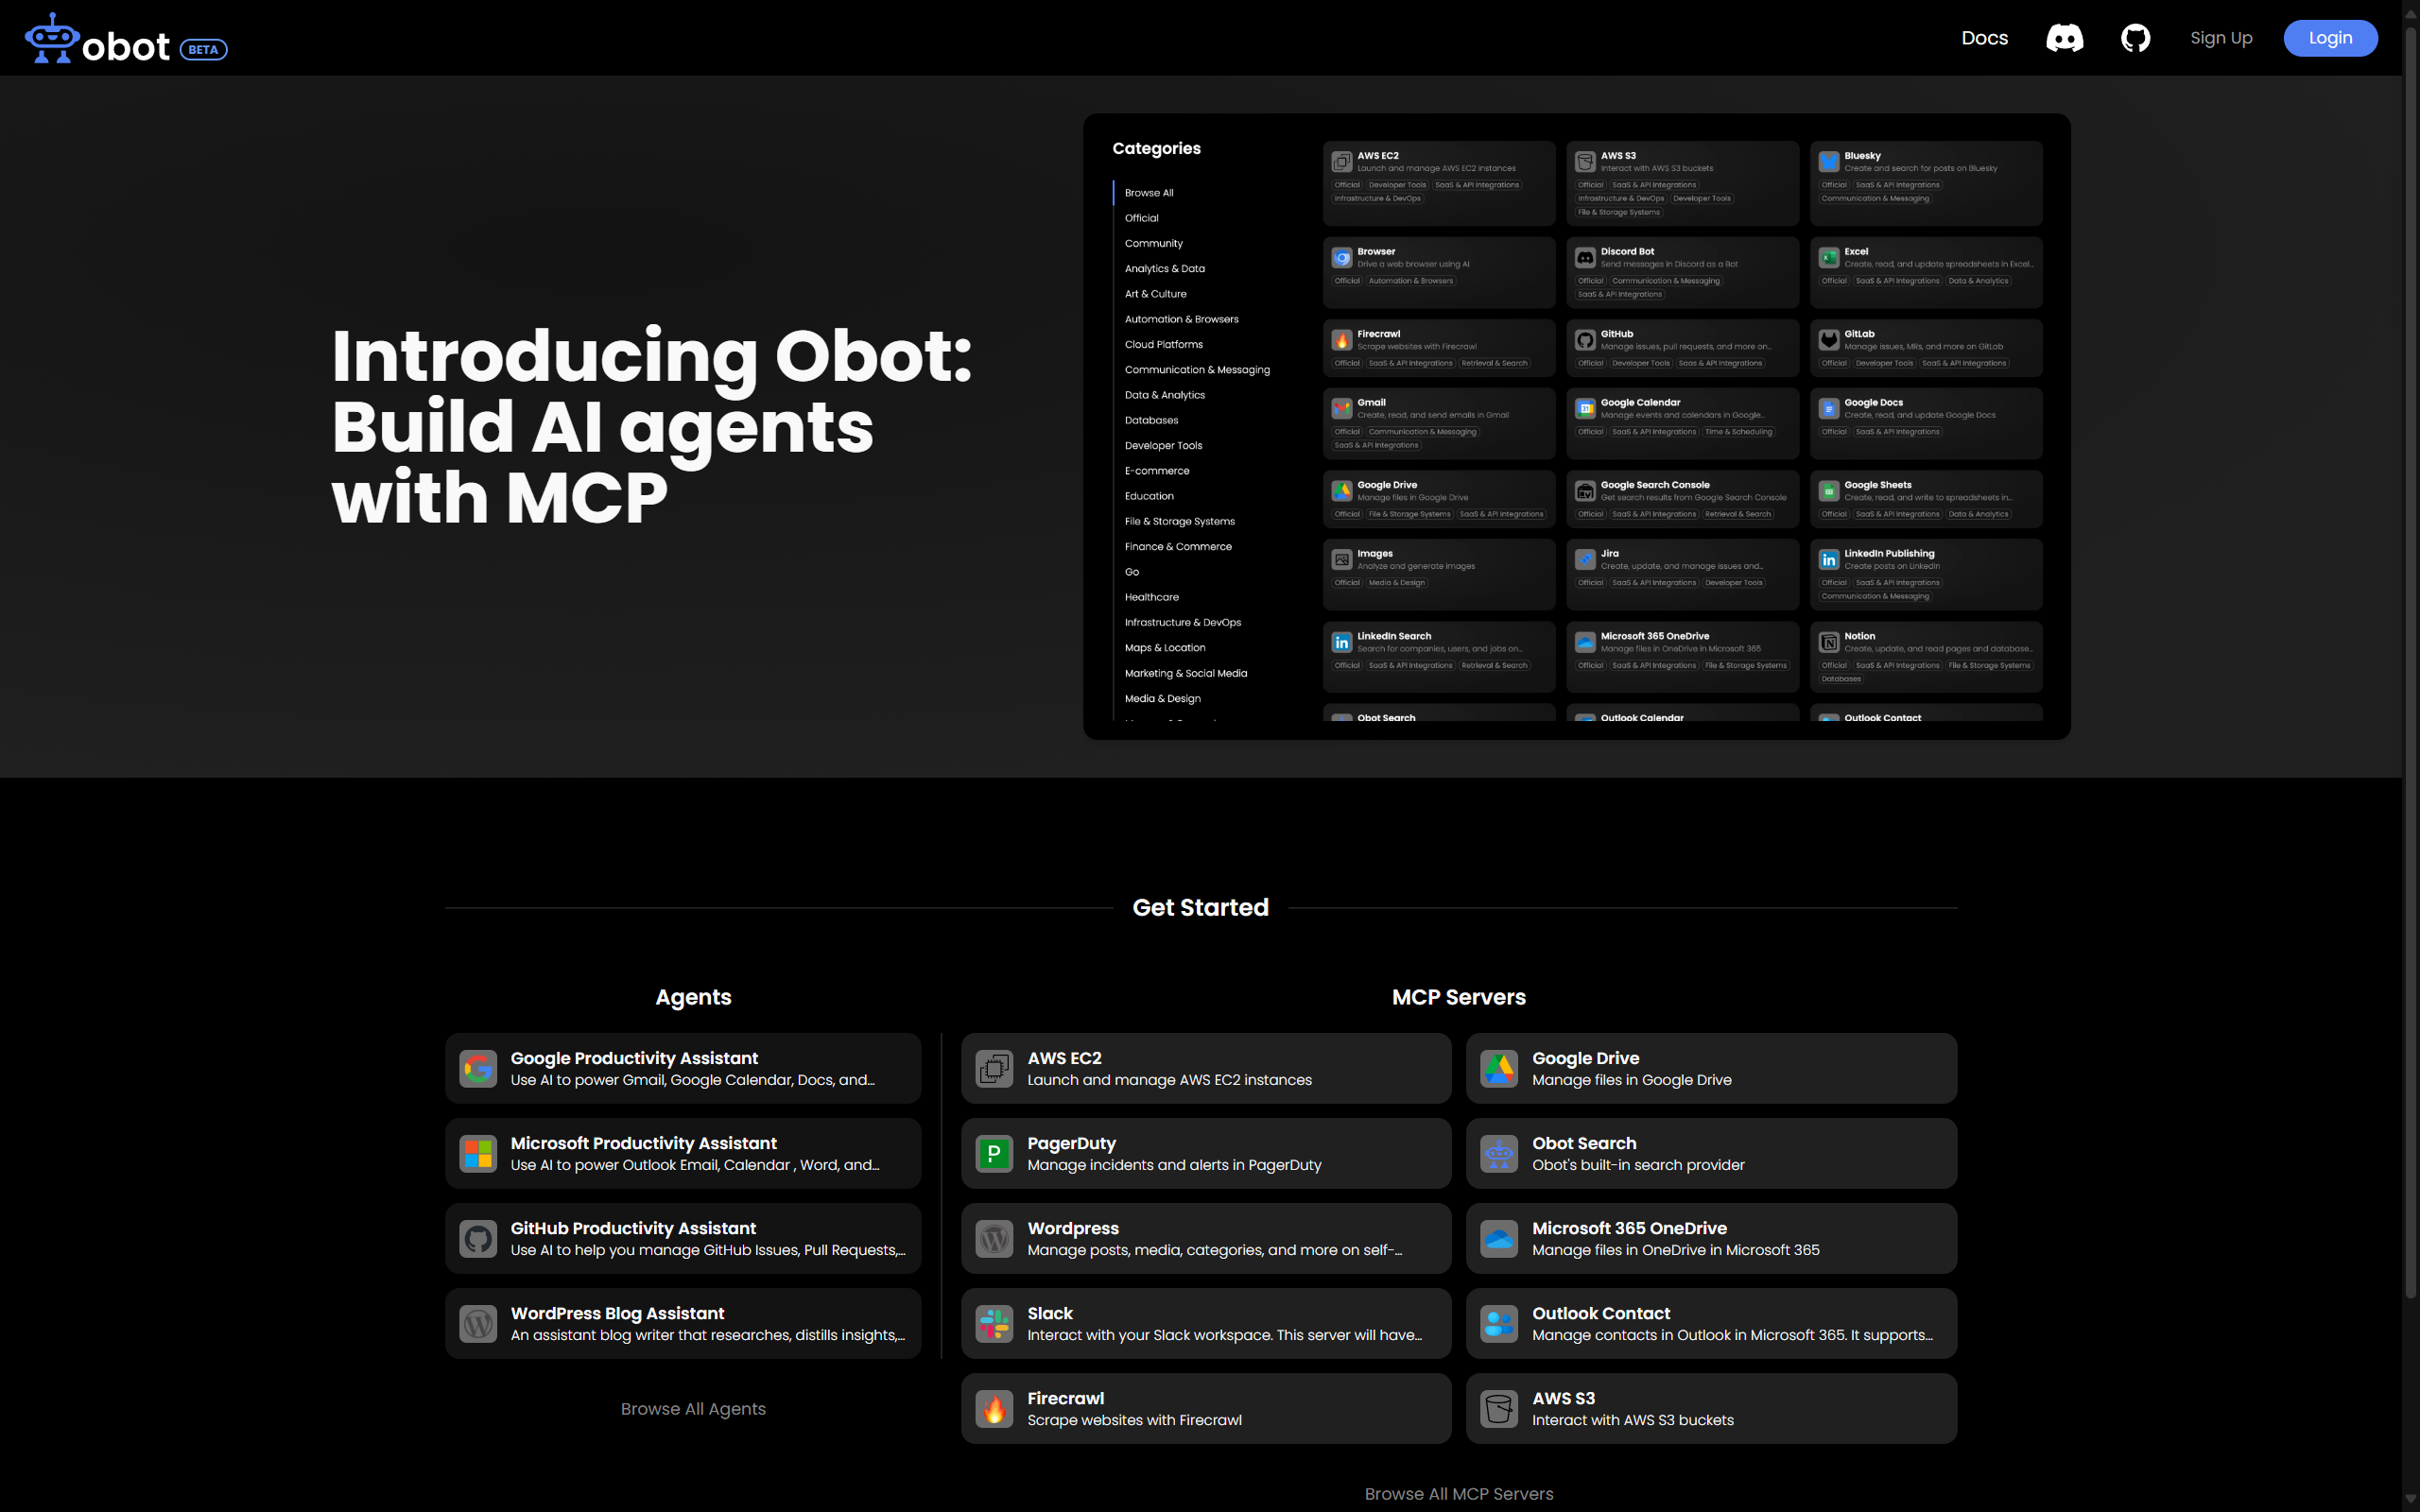 obot BETA
Docs
Sign Up
Login
Introducing Obot:
Build AI agents
with MCP
Categories
Browse All
Official
Community
Analytics & Data
Art & Culture
Automation & Browsers
Cloud Platforms
Communication & Messaging
Data & Analytics
Databases
Developer Tools
E-commerce
Education
File & Storage Systems
Finance & Commerce
Go
Healthcare
Infrastructure & DevOps
Maps & Location
Marketing & Social Media
Media & Design
AWS EC2
Launch and manage AWS EC2 instances
Official Developer Tools SaaS & API Integrations
Infrastructure & DevOps
AWS S3
Interact with AWS S3 buckets
Official SaaS & API Integrations
Infrastructure & DevOps Developer Tools
File & Storage Systems
Bluesky
Create and search for posts on Bluesky
Official SaaS & API Integrations
Communication & Messaging
Browser
Drive a web browser using AI
Official Automation & Browsers
Discord Bot
Send messages in Discord as a Bot
Official Communication & Messaging
SaaS & API Integrations
Excel
Create, read, and update spreadsheets in Excel...
Official SaaS & API Integrations Data & Analytics
Firecrawl
Scrape websites with Firecrawl
Official SaaS & API Integrations Retrieval & Search
GitHub
Manage issues, pull requests, and more on...
Official Developer Tools SaaS & API Integrations
GitLab
Manage issues, MRs, and more on GitLab
Official Developer Tools SaaS & API Integrations
Gmail
Create, read, and send emails in Gmail
Official Communication & Messaging
SaaS & API Integrations
Google Calendar
Manage events and calendars in Google...
Official SaaS & API Integrations Time & Scheduling
Google Docs
Create, read, and update Google Docs
Official SaaS & API Integrations
Google Drive
Manage files in Google Drive
Official File & Storage Systems SaaS & API Integrations
Google Search Console
Get search results from Google Search Console
Official SaaS & API Integrations Retrieval & Search
Google Sheets
Create, read, and write to spreadsheets in...
Official SaaS & API Integrations Data & Analytics
Images
Analyze and generate images
Official Media & Design
Jira
Create, update, and manage issues and...
Official SaaS & API Integrations Developer Tools
LinkedIn Publishing
Create posts on LinkedIn
Official SaaS & API Integrations
Communication & Messaging
LinkedIn Search
Search for companies, users, and jobs on...
Official SaaS & API Integrations Retrieval & Search
Microsoft 365 OneDrive
Manage files in OneDrive in Microsoft 365
Official SaaS & API Integrations File & Storage Systems
Notion
Create, update, and read pages and database...
Official SaaS & API Integrations File & Storage Systems
Databases
Obot Search
Outlook Calendar
Outlook Contact
Get Started
Agents
Google Productivity Assistant
Use AI to power Gmail, Google Calendar, Docs, and...
Microsoft Productivity Assistant
Use AI to power Outlook Email, Calendar , Word, and...
GitHub Productivity Assistant
Use AI to help you manage GitHub Issues, Pull Requests,...
WordPress Blog Assistant
An assistant blog writer that researches, distills insights,...
Browse All Agents
MCP Servers
AWS EC2
Launch and manage AWS EC2 instances
Google Drive
Manage files in Google Drive
PagerDuty
Manage incidents and alerts in PagerDuty
Obot Search
Obot's built-in search provider
Wordpress
Manage posts, media, categories, and more on self-...
Microsoft 365 OneDrive
Manage files in OneDrive in Microsoft 365
Slack
Interact with your Slack workspace. This server will have...
Outlook Contact
Manage contacts in Outlook in Microsoft 365. It supports...
Firecrawl
Scrape websites with Firecrawl
AWS S3
Interact with AWS S3 buckets
Browse All MCP Servers